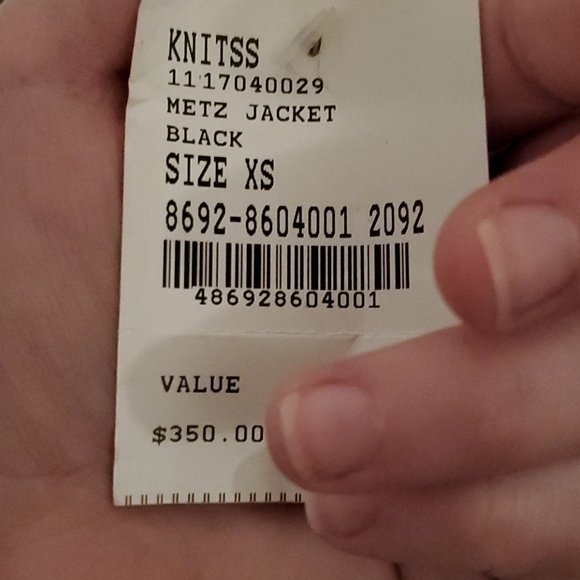 KNITSS
1117040029
METZ JACKET
BLACK
SIZE XS
8692-8604001 2092
486928604001
VALUE
$350.00